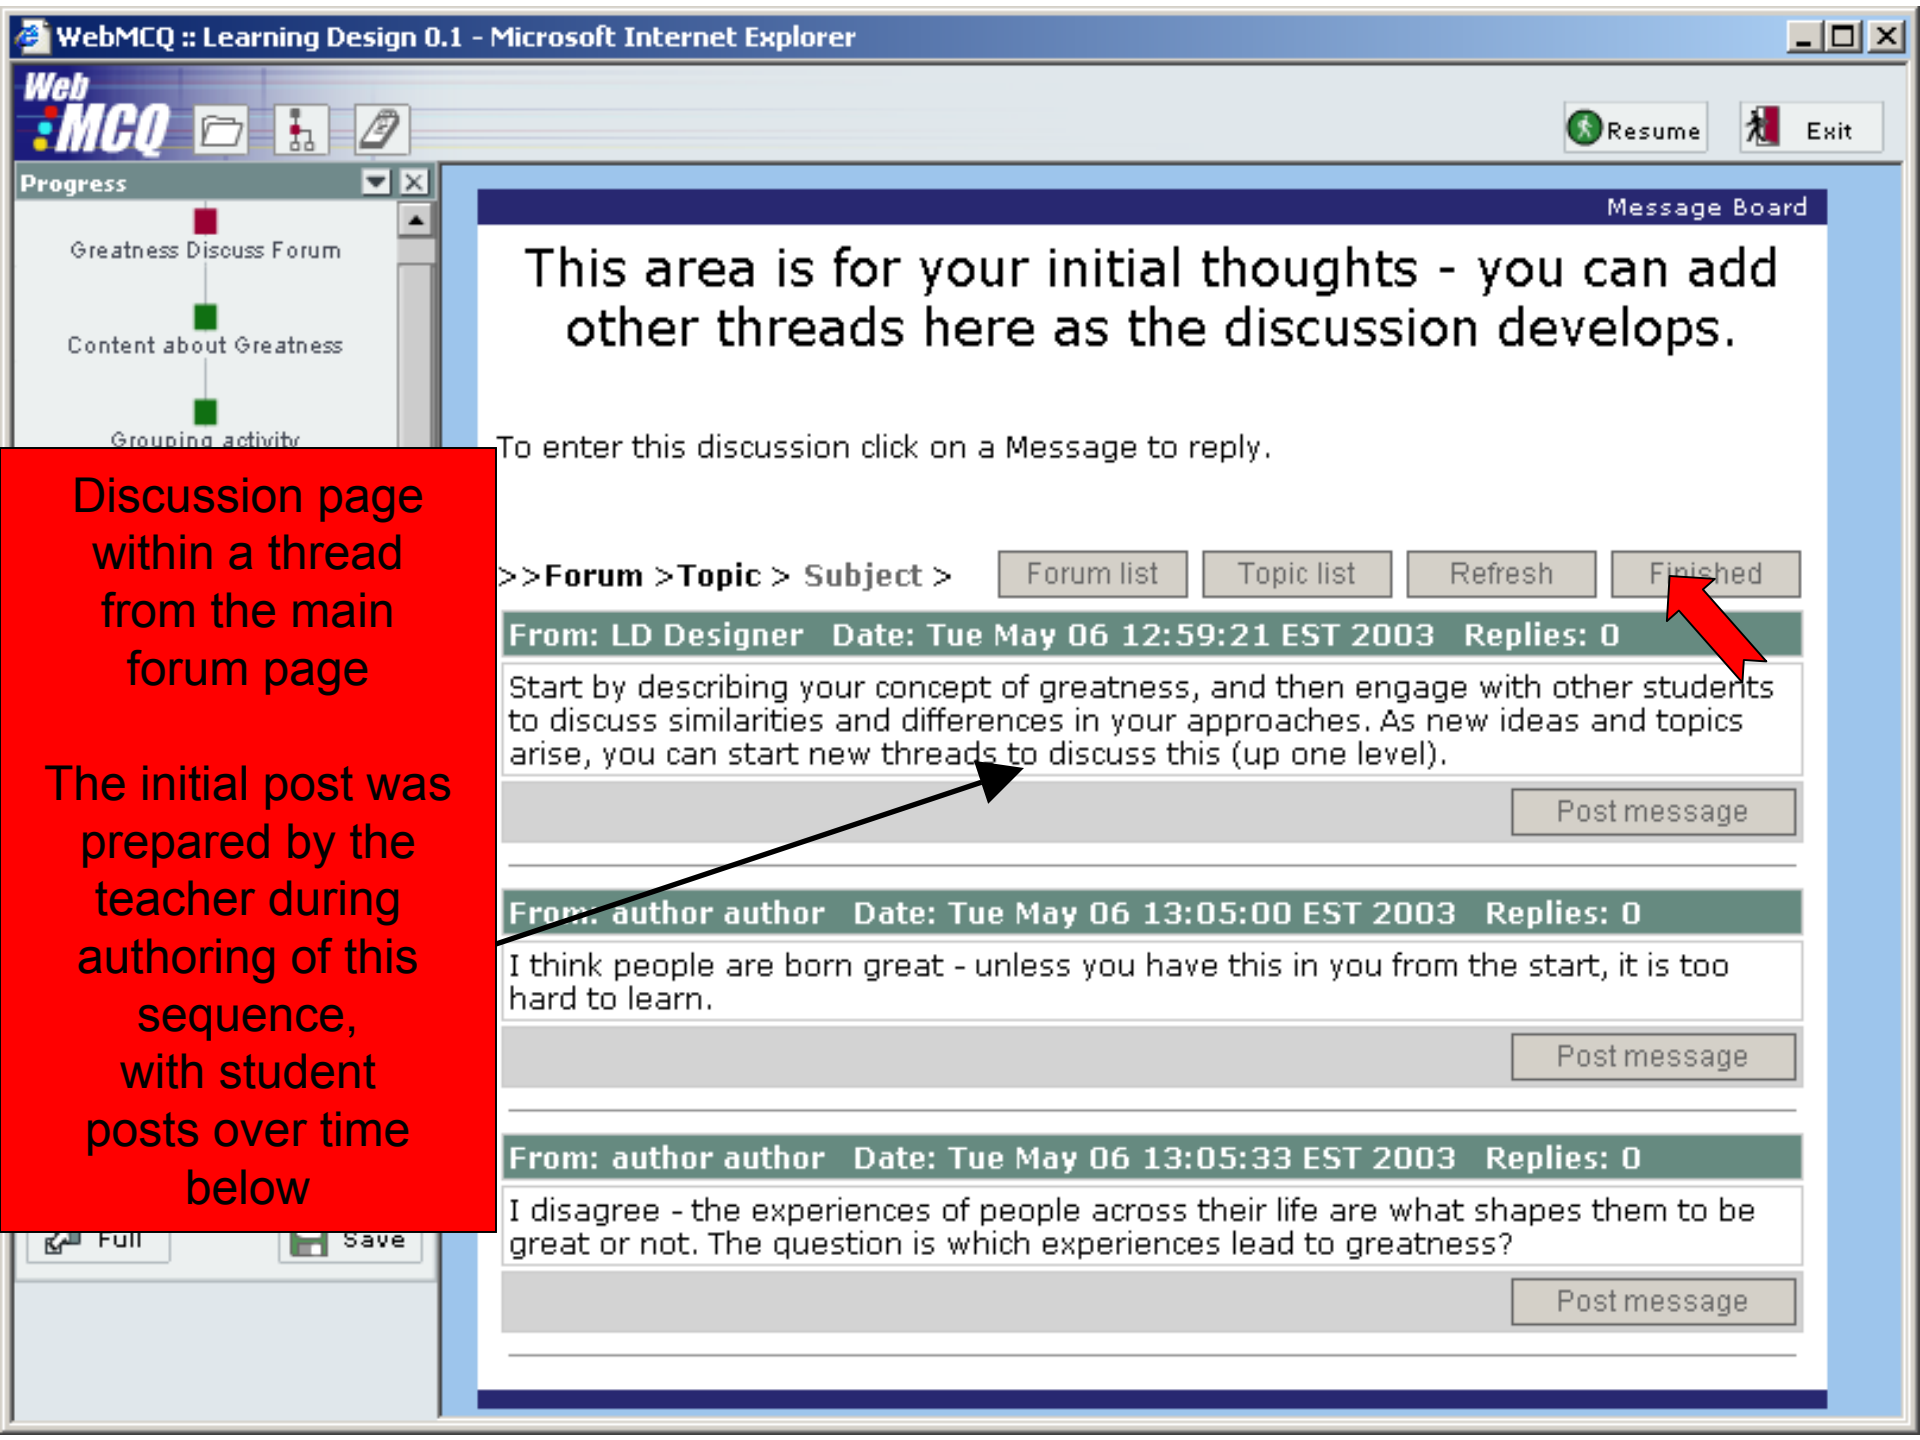 WebMCQ :: Learning Design 0.1 - Microsoft Internet Explorer
Web
MCQ
Resume
Exit
Progress
Greatness Discuss Forum
Content about Greatness
Grouping activity
Full
Save
Discussion page
within a thread
from the main
forum page
The initial post was
prepared by the
teacher during
authoring of this
sequence,
with student
posts over time
below
Message Board
This area is for your initial thoughts - you can add
other threads here as the discussion develops.
To enter this discussion click on a Message to reply.
>>Forum >Topic > Subject >
Forum list
Topic list
Refresh
Finished
From: LD Designer Date: Tue May 06 12:59:21 EST 2003 Replies: 0
Start by describing your concept of greatness, and then engage with other students
to discuss similarities and differences in your approaches. As new ideas and topics
arise, you can start new threads to discuss this (up one level).
Post message
From: author author Date: Tue May 06 13:05:00 EST 2003 Replies: 0
I think people are born great - unless you have this in you from the start, it is too
hard to learn.
Post message
From: author author Date: Tue May 06 13:05:33 EST 2003 Replies: 0
I disagree - the experiences of people across their life are what shapes them to be
great or not. The question is which experiences lead to greatness?
Post message